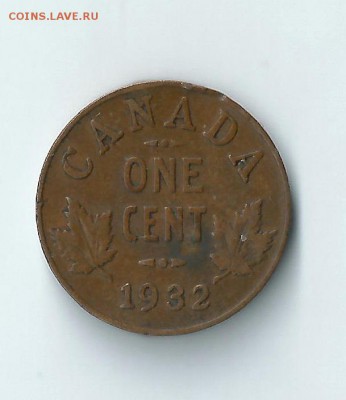 COINS.LAVE.RU
CANADA
ONE
CENT
1932